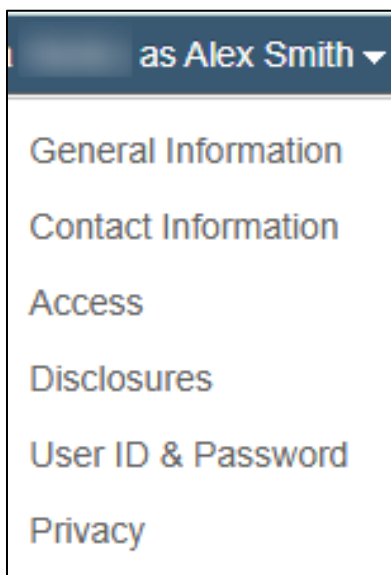 as Alex Smith
General Information
Contact Information
Access
Disclosures
User ID & Password
Privacy